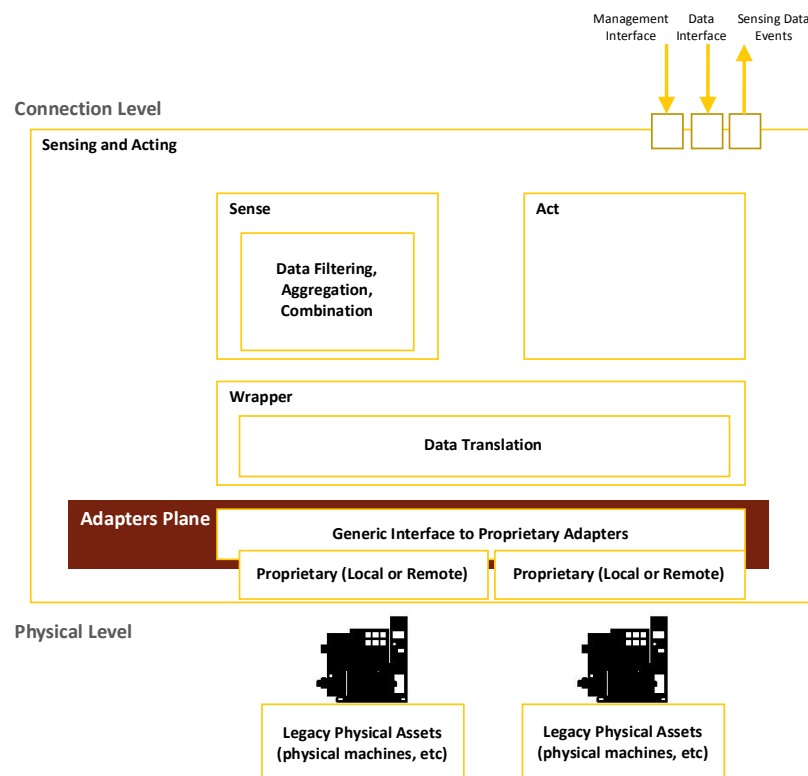 Management
Interface
Data
Interface
Sensing Data
Events
Connection Level
Sensing and Acting
Sense
Act
Data Filtering,
Aggregation,
Combination
Wrapper
Data Translation
Adapters Plane
Generic Interface to Proprietary Adapters
Proprietary (Local or Remote)
Proprietary (Local or Remote)
Physical Level
Legacy Physical Assets
(physical machines, etc)
Legacy Physical Assets
(physical machines, etc)